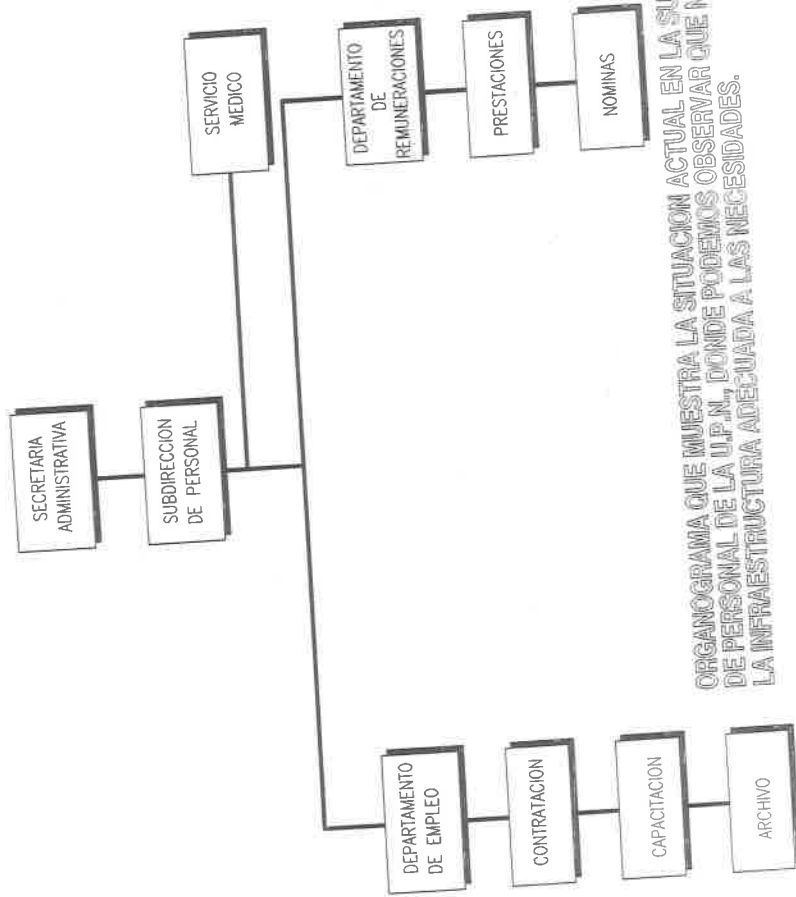 SECRETARIA
ADMINISTRATIVA
SUBDIRECCION
DE PERSONAL
SERVICIO
MEDICO
DEPARTAMENTO
DE EMPLEO
CONTRATACION
CAPACITACION
ARCHIVO
DEPARTAMENTO
DE
REMUNERACIONES
PRESTACIONES
NOMINAS
ORGANOGRAMA QUE MUESTRA LA SITUACION ACTUAL EN LA
DE PERSONAL DE LA U.P.N., DONDE PODEMOS OBSERVAR QUE
LA INFRAESTRUCTURA ADECUADA A LAS NECESIDADES.